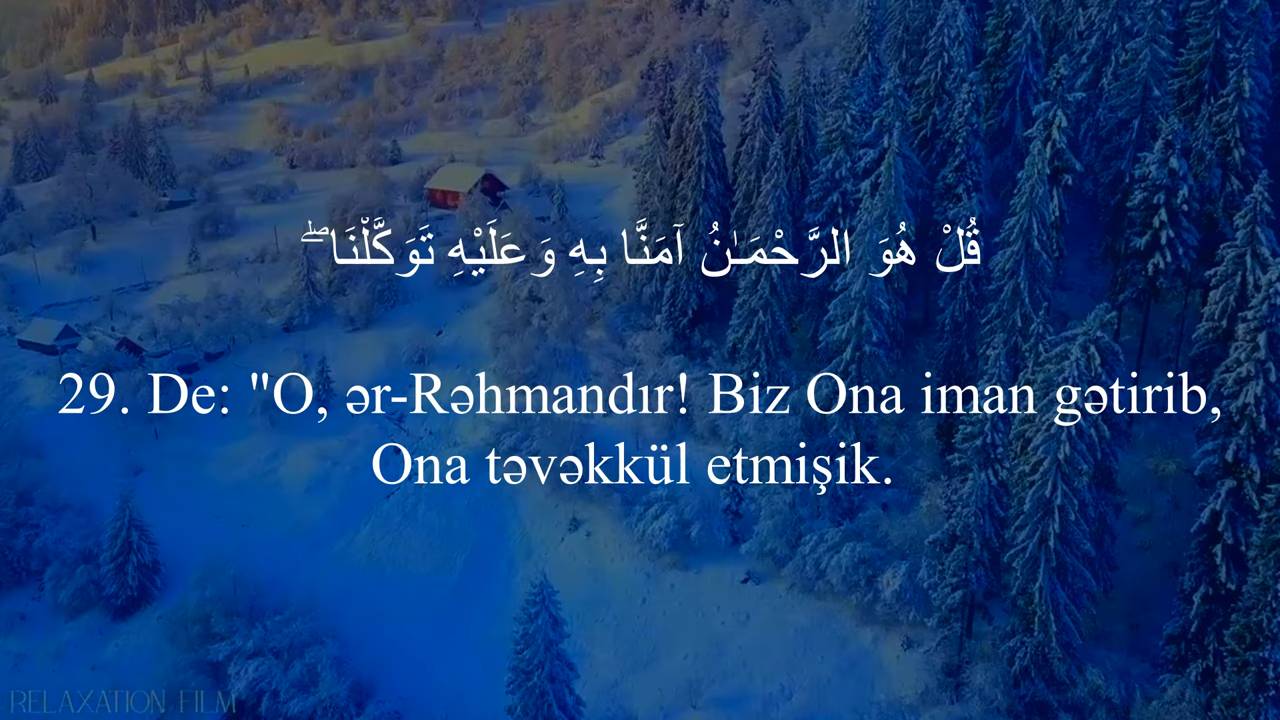 قُلْ هُوَ الرَّحْمَـٰنُ آمَنَّا بِهِ وَعَلَيْهِ تَوَكَّلْنَا ۖ
29. De: "O, ər-Rəhmandır! Biz Ona iman gətirib,
Ona təvəkkül etmişik.
RELAXATION FILM